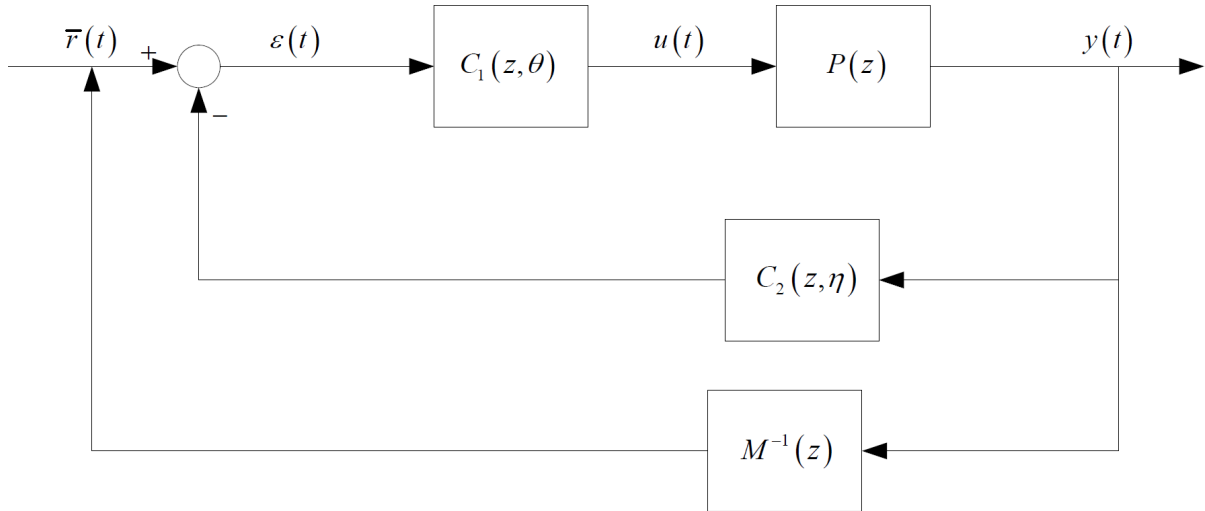 r̅(t) + ε(t) C₁(z,θ) u(t) P(z) y(t)
−
C₂(z,η)
M⁻¹(z)